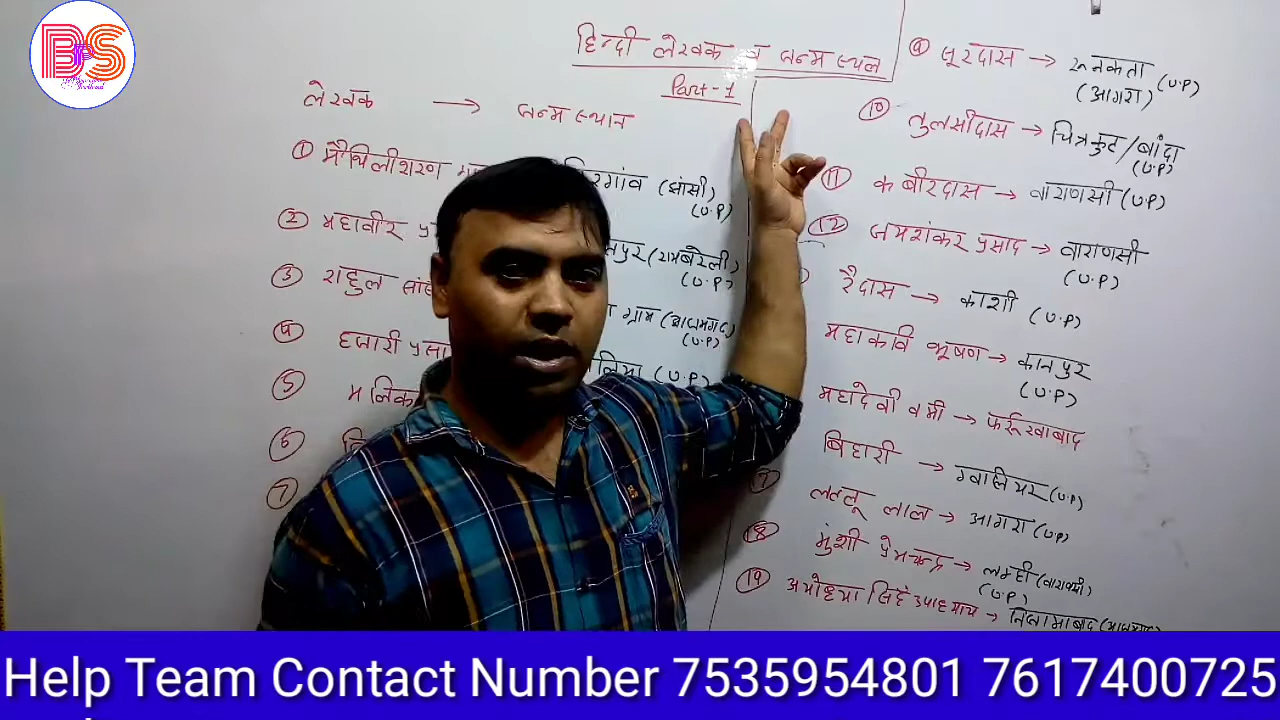 BPS
हिन्दी लेखक व जन्म स्थल
Part-1
लेखक → जन्म स्थान
① मैथिलीशरण
गांव (झांसी)
(U.P)
② महावीर
पुर (रायबरेली)
(U.P)
③ राहुल
ग्राम (आजमगढ़)
(U.P)
④ हजारी
(U.P)
⑤
⑥
⑦
⑨ सूरदास → रूनकता (U.P)
(आगरा)
⑩ तुलसीदास → चित्रकुट/बांदा
(U.P)
⑪ कबीरदास → वाराणसी (U.P)
⑫ जयशंकर प्रसाद → वाराणसी
(U.P)
रैदास → काशी (U.P)
महाकवि भूषण → कानपुर
(U.P)
महादेवी वर्मा → फर्रूखाबाद
बिहारी → ग्वालियर (U.P)
लल्लू लाल → आगरा (U.P)
⑱ मुंशी प्रेमचन्द्र → लमही (वाराणसी)
(U.P)
⑲ अयोध्या सिंह उपाध्याय → निजामाबाद
Help Team Contact Number 7535954801 7617400725